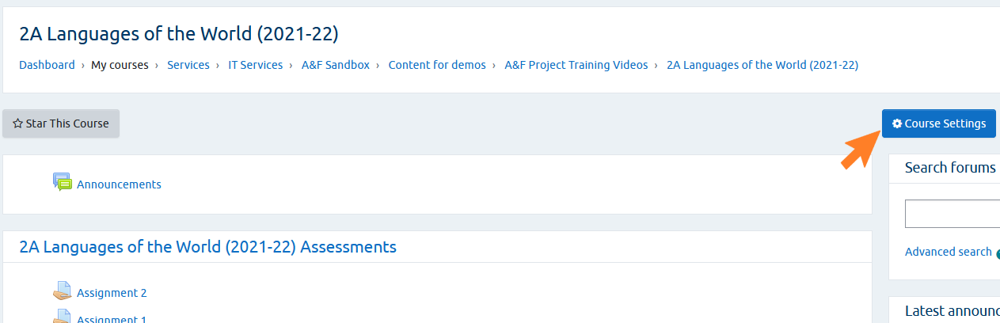 2A Languages of the World (2021-22)
Dashboard › My courses › Services › IT Services › A&F Sandbox › Content for demos › A&F Project Training Videos › 2A Languages of the World (2021-22)
Star This Course
Course Settings
Announcements
Search forums
Advanced search
2A Languages of the World (2021-22) Assessments
Assignment 2
Assignment 1
Latest